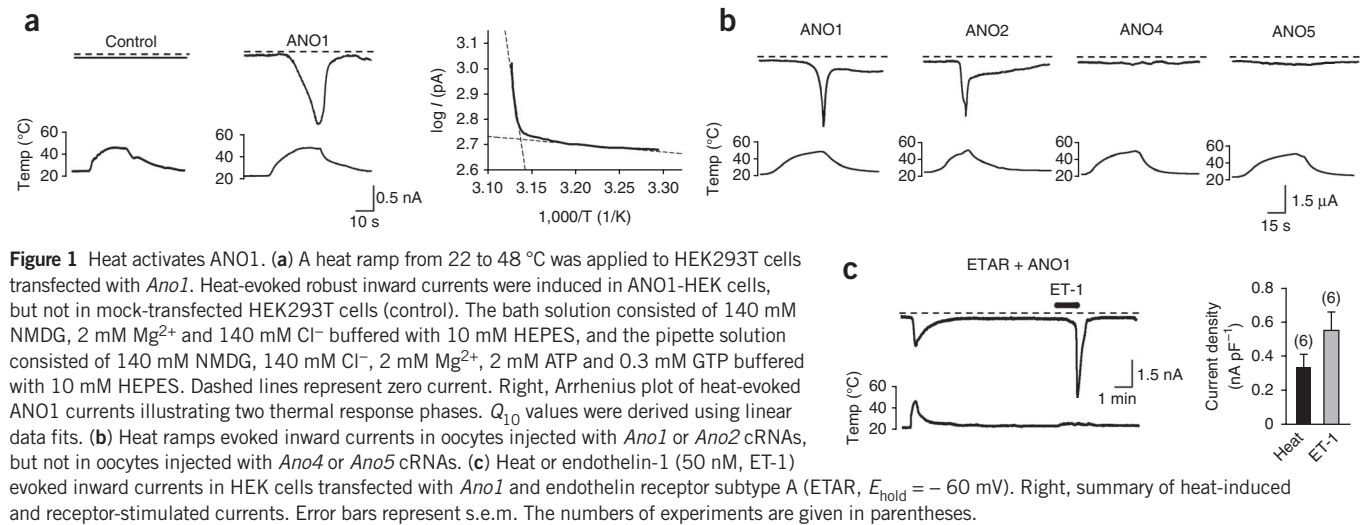 a
Control
ANO1
Temp (°C)
60
40
20
60
40
20
0.5 nA
10 s
log I (pA)
3.1
3.0
2.9
2.8
2.7
2.6
3.10
3.15
3.20
3.25
3.30
1,000/T (1/K)
b
ANO1
ANO2
ANO4
ANO5
Temp (°C)
60
40
20
60
40
20
60
40
20
60
40
20
1.5 μA
15 s
Figure 1 Heat activates ANO1. (a) A heat ramp from 22 to 48 °C was applied to HEK293T cells
transfected with Ano1. Heat-evoked robust inward currents were induced in ANO1-HEK cells,
but not in mock-transfected HEK293T cells (control). The bath solution consisted of 140 mM
NMDG, 2 mM Mg²⁺ and 140 mM Cl⁻ buffered with 10 mM HEPES, and the pipette solution
consisted of 140 mM NMDG, 140 mM Cl⁻, 2 mM Mg²⁺, 2 mM ATP and 0.3 mM GTP buffered
with 10 mM HEPES. Dashed lines represent zero current. Right, Arrhenius plot of heat-evoked
ANO1 currents illustrating two thermal response phases. Q₁₀ values were derived using linear
data fits. (b) Heat ramps evoked inward currents in oocytes injected with Ano1 or Ano2 cRNAs,
but not in oocytes injected with Ano4 or Ano5 cRNAs. (c) Heat or endothelin-1 (50 nM, ET-1)
evoked inward currents in HEK cells transfected with Ano1 and endothelin receptor subtype A (ETAR, E_hold = – 60 mV). Right, summary of heat-induced
and receptor-stimulated currents. Error bars represent s.e.m. The numbers of experiments are given in parentheses.
c
ETAR + ANO1
ET-1
1.5 nA
1 min
Temp (°C)
60
40
20
Current density
(nA pF⁻¹)
0.8
0.6
0.4
0.2
0
(6)
(6)
Heat
ET-1